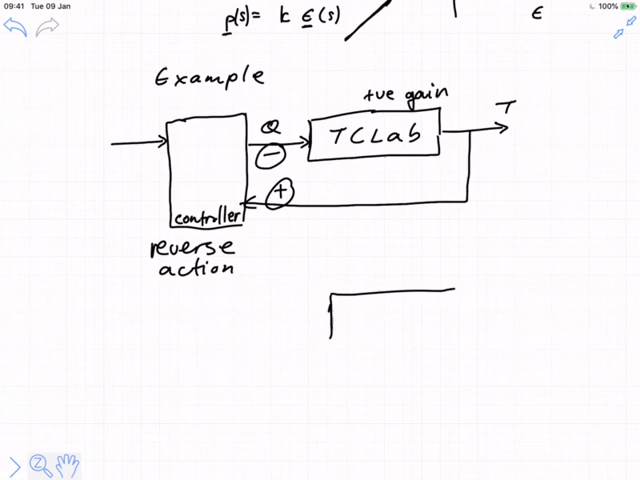 09:41 Tue 09 Jan
100%
p(s) = k ε(s)
ε
Example
+ve gain
T
Q
TCLab
−
+
controller
reverse
action